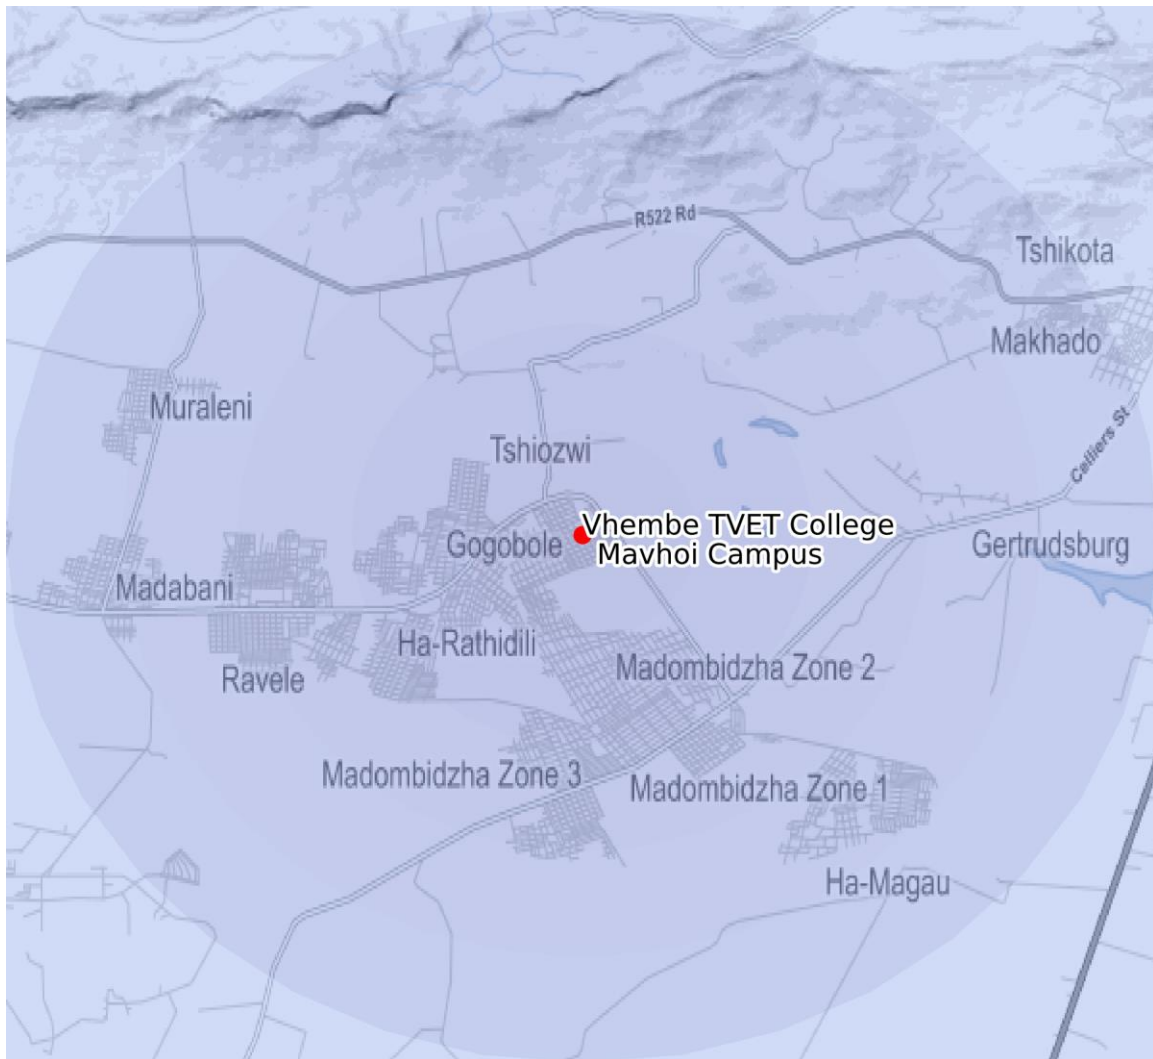 R522 Rd
Tshikota
Makhado
Muraleni
Celliers St
Tshiozwi
Vhembe TVET College
Mavhoi Campus
Gogobole
Gertrudsburg
Madabani
Ha-Rathidili
Madombidzha Zone 2
Ravele
Madombidzha Zone 3
Madombidzha Zone 1
Ha-Magau